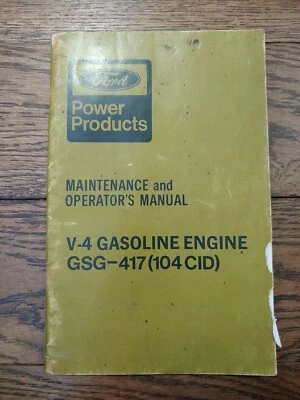 Ford
Power
Products
MAINTENANCE and
OPERATOR'S MANUAL
V-4 GASOLINE ENGINE
GSG-417(104 CID)